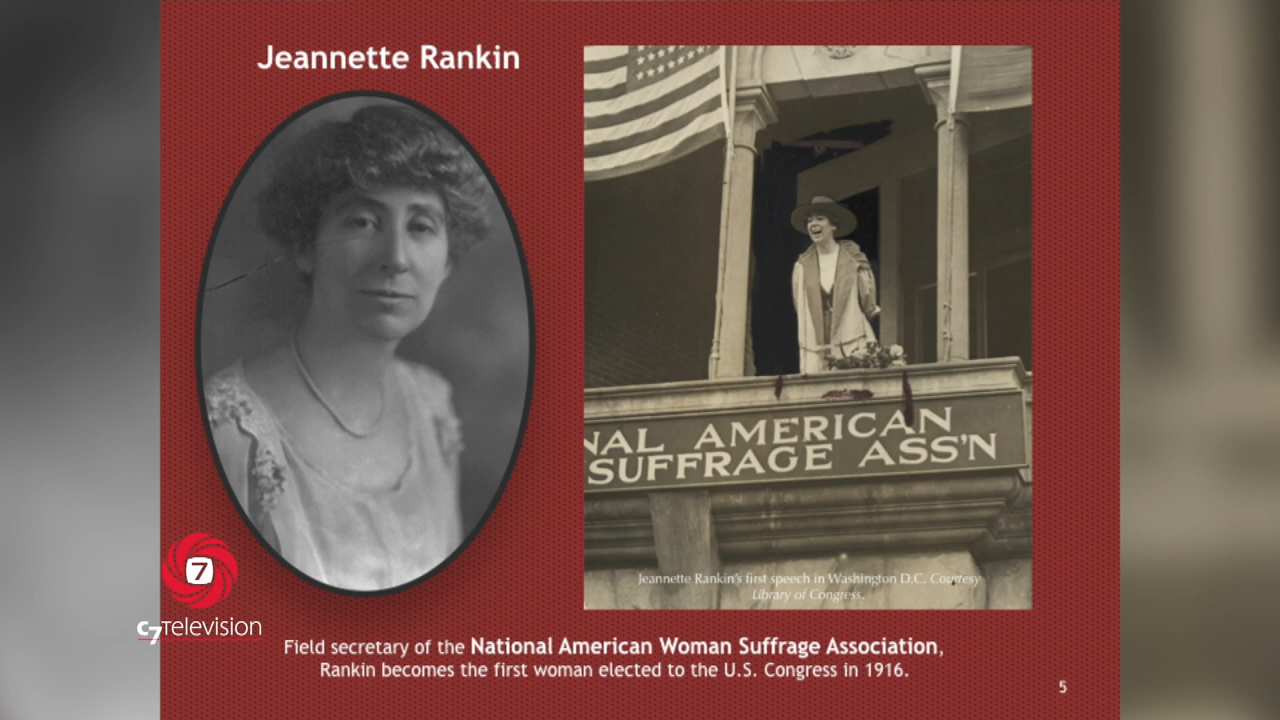 Jeannette Rankin
NAL AMERICAN
SUFFRAGE ASS'N
Jeannette Rankin's first speech in Washington D.C. Courtesy
Library of Congress.
7
c7television
Field secretary of the National American Woman Suffrage Association,
Rankin becomes the first woman elected to the U.S. Congress in 1916.
5